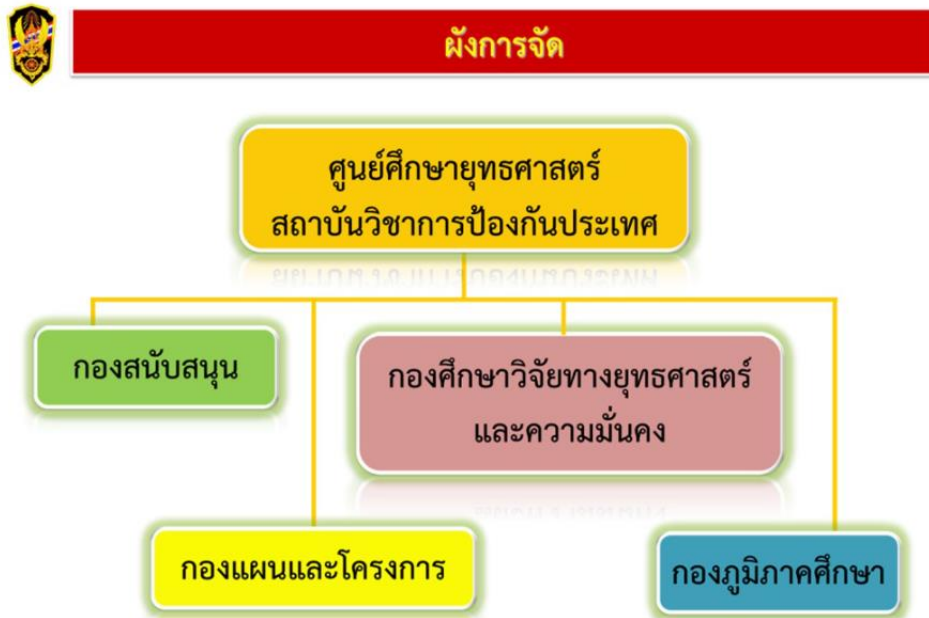 ผังการจัด
ศูนย์ศึกษายุทธศาสตร์
สถาบันวิชาการป้องกันประเทศ
กองสนับสนุน
กองศึกษาวิจัยทางยุทธศาสตร์
และความมั่นคง
กองแผนและโครงการ
กองภูมิภาคศึกษา